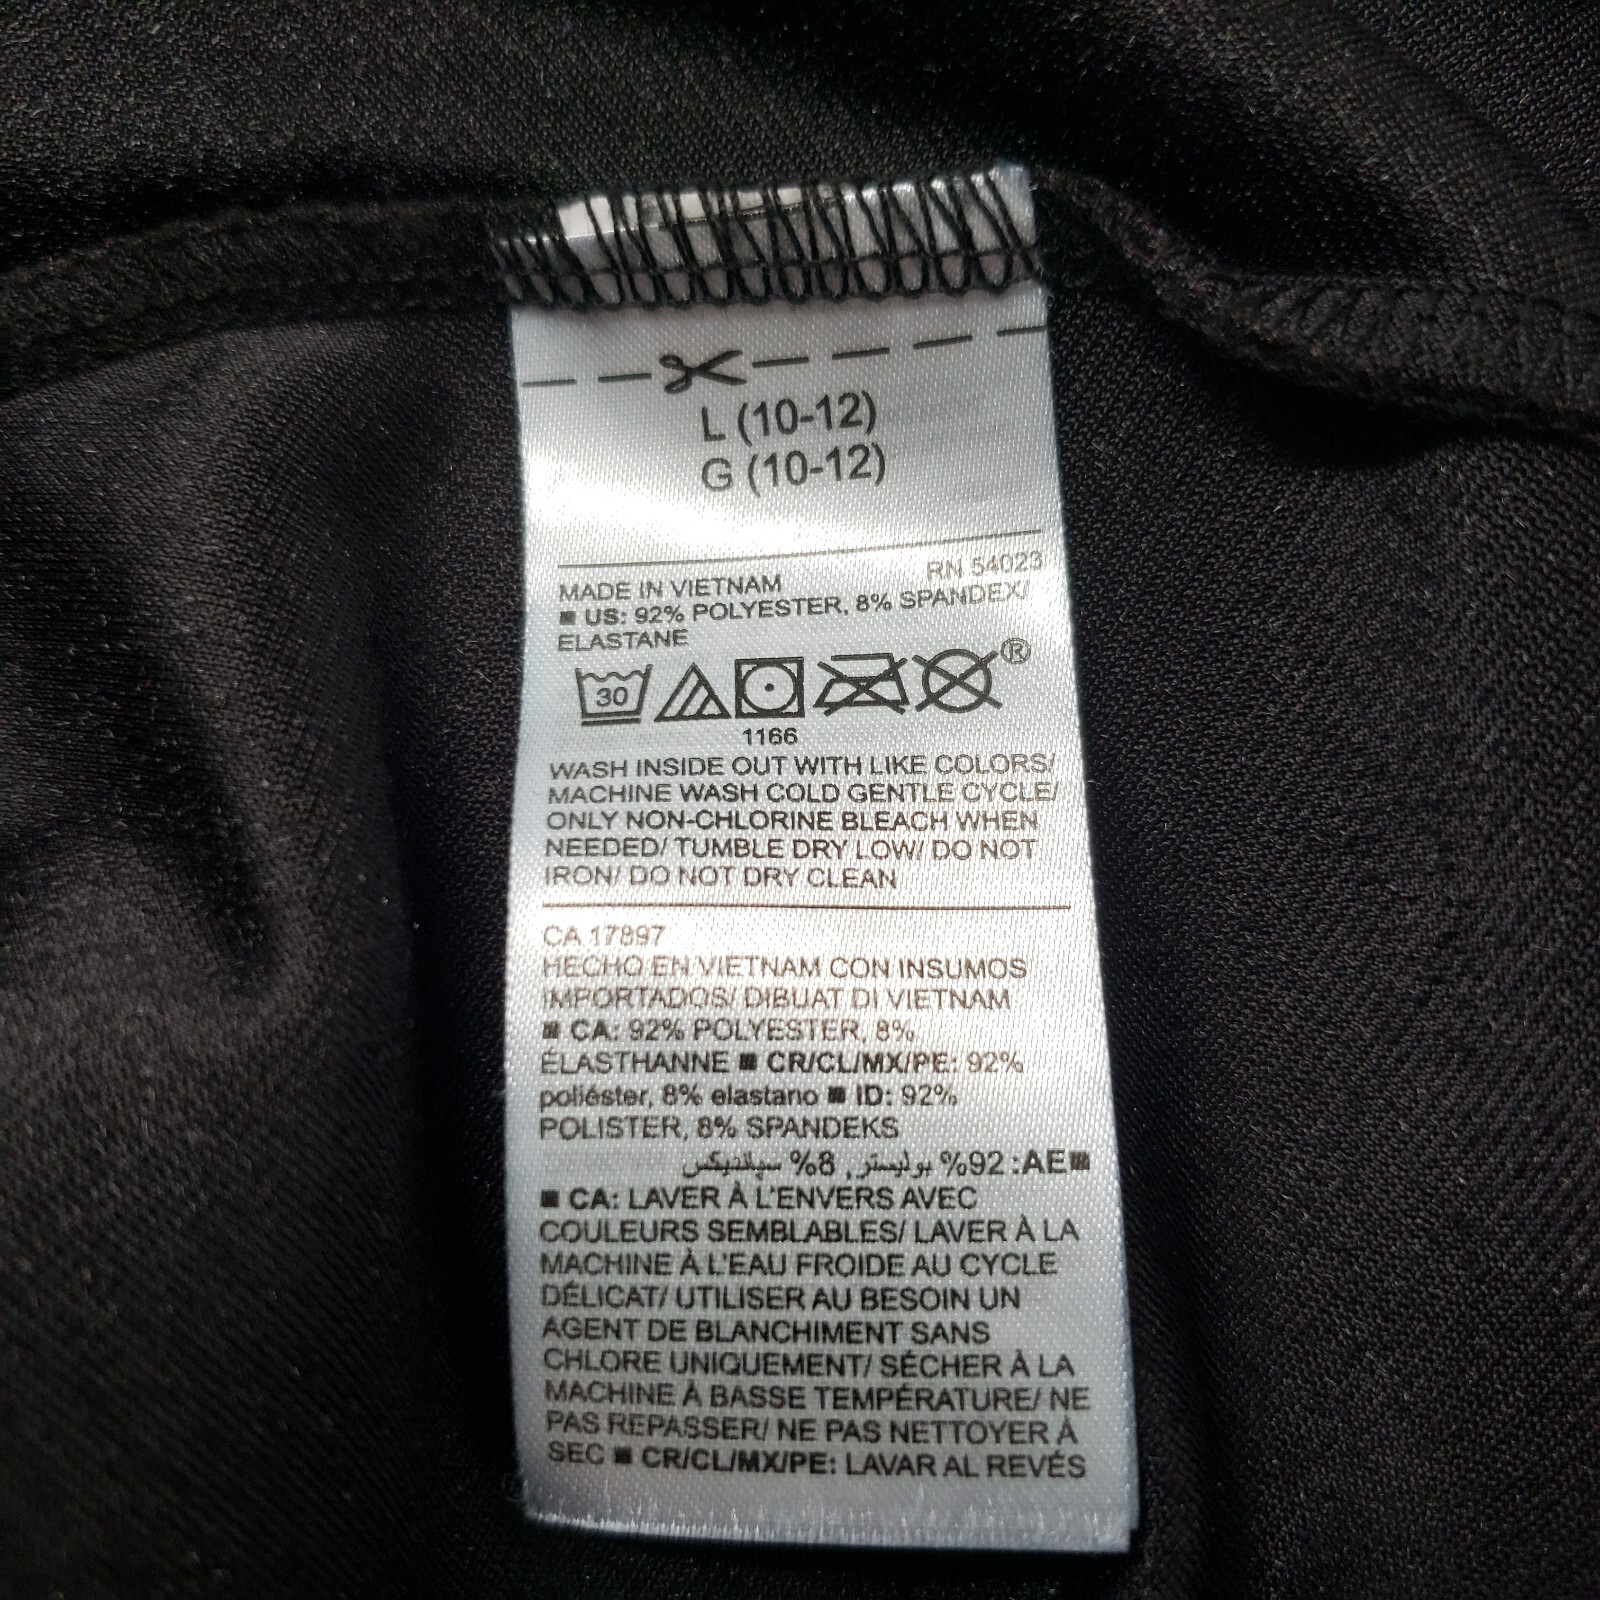 L (10-12)
G (10-12)
RN 54023
MADE IN VIETNAM
■ US: 92% POLYESTER, 8% SPANDEX/
ELASTANE
30
®
1166
WASH INSIDE OUT WITH LIKE COLORS/
MACHINE WASH COLD GENTLE CYCLE/
ONLY NON-CHLORINE BLEACH WHEN
NEEDED/ TUMBLE DRY LOW/ DO NOT
IRON/ DO NOT DRY CLEAN
CA 17897
HECHO EN VIETNAM CON INSUMOS
IMPORTADOS/ DIBUAT DI VIETNAM
■ CA: 92% POLYESTER, 8%
ÉLASTHANNE ■ CR/CL/MX/PE: 92%
poliéster, 8% elastano ■ ID: 92%
POLISTER, 8% SPANDEKS
■AE: 92% بوليستر, 8% سپانديكس
■ CA: LAVER À L'ENVERS AVEC
COULEURS SEMBLABLES/ LAVER À LA
MACHINE À L'EAU FROIDE AU CYCLE
DÉLICAT/ UTILISER AU BESOIN UN
AGENT DE BLANCHIMENT SANS
CHLORE UNIQUEMENT/ SÉCHER À LA
MACHINE À BASSE TEMPÉRATURE/ NE
PAS REPASSER/ NE PAS NETTOYER À
SEC ■ CR/CL/MX/PE: LAVAR AL REVÉS